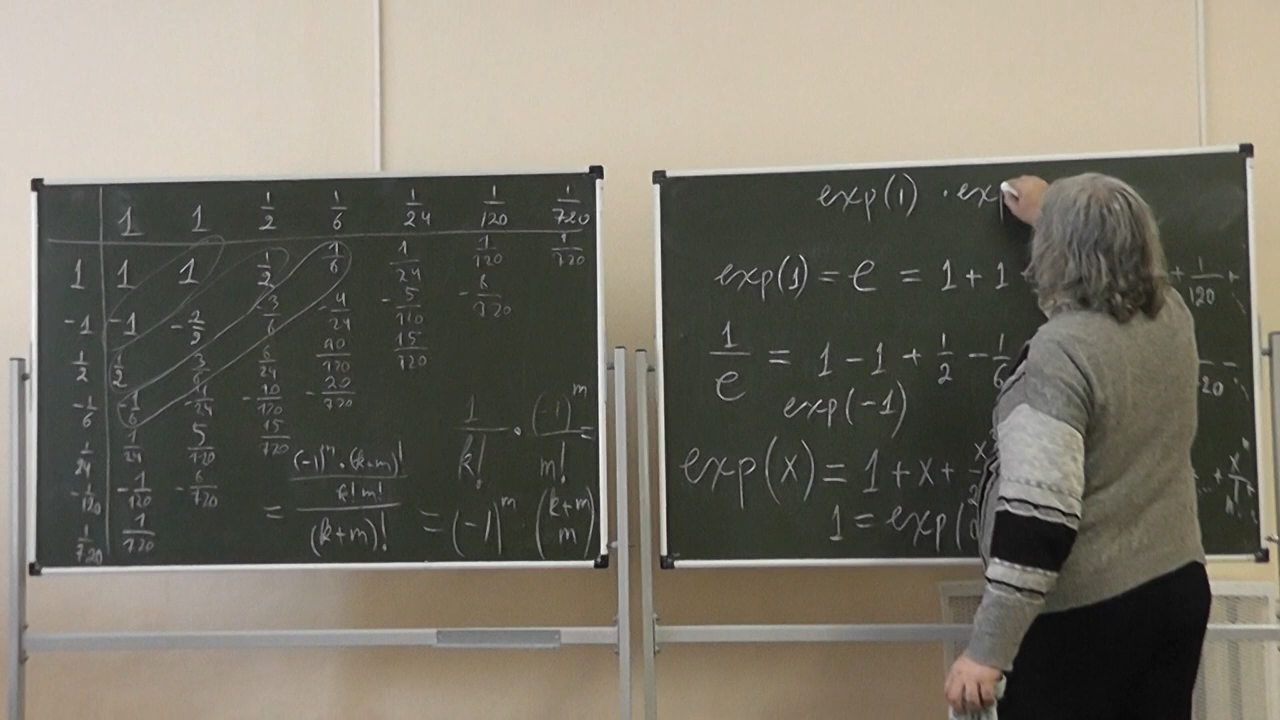 1 1 1/2 1/6 1/24 1/120 1/720
1 1 1 1/2 1/6 1/24 1/120 1/720
-1 -1 -2/2 -3/6 -4/24 -5/120 -6/720
1/2 1/2 3/6 6/24 10/120 15/720
-1/6 -1/6 -4/24 -10/120 -20/720
1/24 1/24 5/120 15/720
-1/120 -1/120 -6/720
1/720 1/720
1/k! · (-1)^m/m! =
= ((-1)^m · (k+m)!/k!m!)/(k+m)! = (-1)^m · (k+m m)
exp(1) · exp
exp(1) = e = 1 + 1 + 1/120 +
1/e = 1 - 1 + 1/2 - 1/6
exp(-1)
exp(x) = 1 + x +
1 = exp(